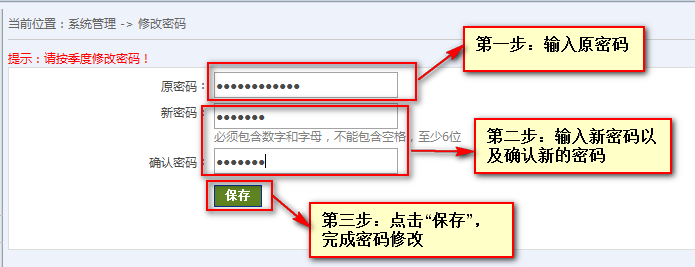 当前位置：系统管理 -> 修改密码
提示：请按季度修改密码！
第一步：输入原密码
原密码：
●●●●●●●●●●●●
新密码：
●●●●●●●
必须包含数字和字母，不能包含空格，至少6位
确认密码：
●●●●●●●
第二步：输入新密码以
及确认新的密码
保存
第三步：点击“保存”，
完成密码修改